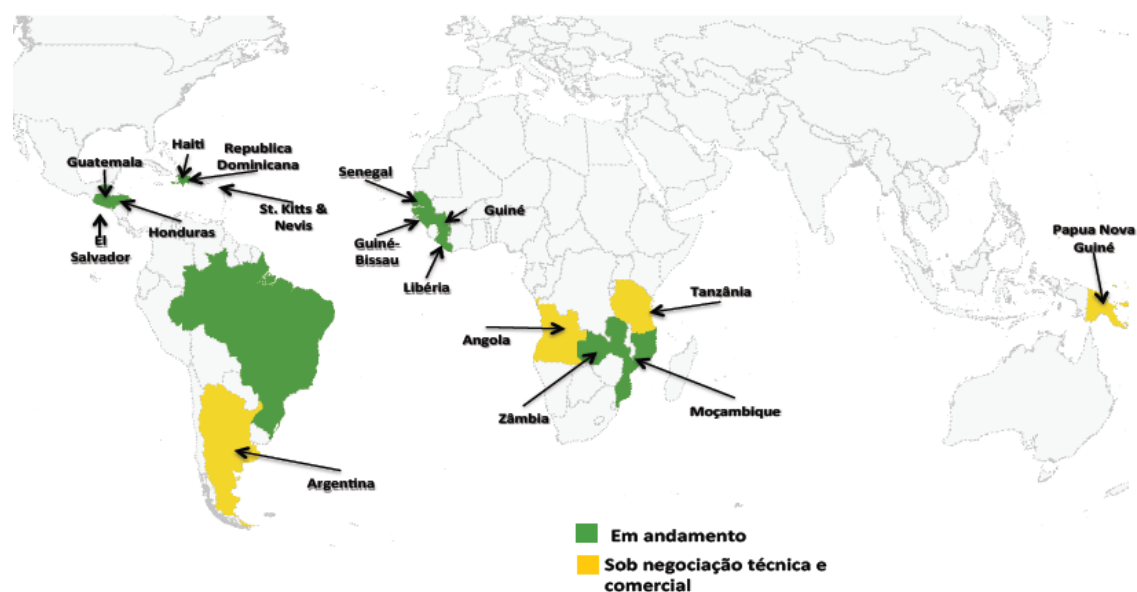 Haiti
Republica
Dominicana
Guatemala
St. Kitts &
Nevis
Honduras
El
Salvador
Senegal
Guiné
Guiné-
Bissau
Libéria
Papua Nova
Guiné
Tanzânia
Angola
Zâmbia
Moçambique
Argentina
Em andamento
Sob negociação técnica e
comercial